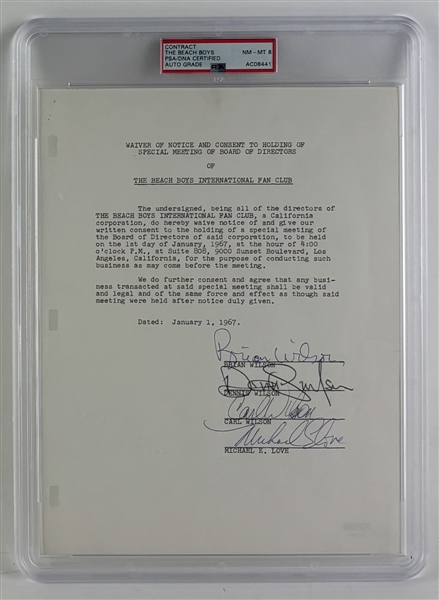 CONTRACT
THE BEACH BOYS NM - MT 8
PSA/DNA CERTIFIED
AUTO GRADE AC08441
WAIVER OF NOTICE AND CONSENT TO HOLDING OF
SPECIAL MEETING OF BOARD OF DIRECTORS
OF
THE BEACH BOYS INTERNATIONAL FAN CLUB
The undersigned, being all of the directors of
THE BEACH BOYS INTERNATIONAL FAN CLUB, a California
corporation, do hereby waive notice of and give our
written consent to the holding of a special meeting of
the Board of Directors of said corporation, to be held
on the 1st day of January, 1967, at the hour of 4:00
o'clock P.M., at Suite 808, 9000 Sunset Boulevard, Los
Angeles, California, for the purpose of conducting such
business as may come before the meeting.
We do further consent and agree that any busi-
ness transacted at said special meeting shall be valid
and legal and of the same force and effect as though said
meeting were held after notice duly given.
Dated: January 1, 1967.
Brian Wilson
BRIAN WILSON
DENNIS WILSON
Carl Wilson
CARL WILSON
Michael E Love
MICHAEL E. LOVE